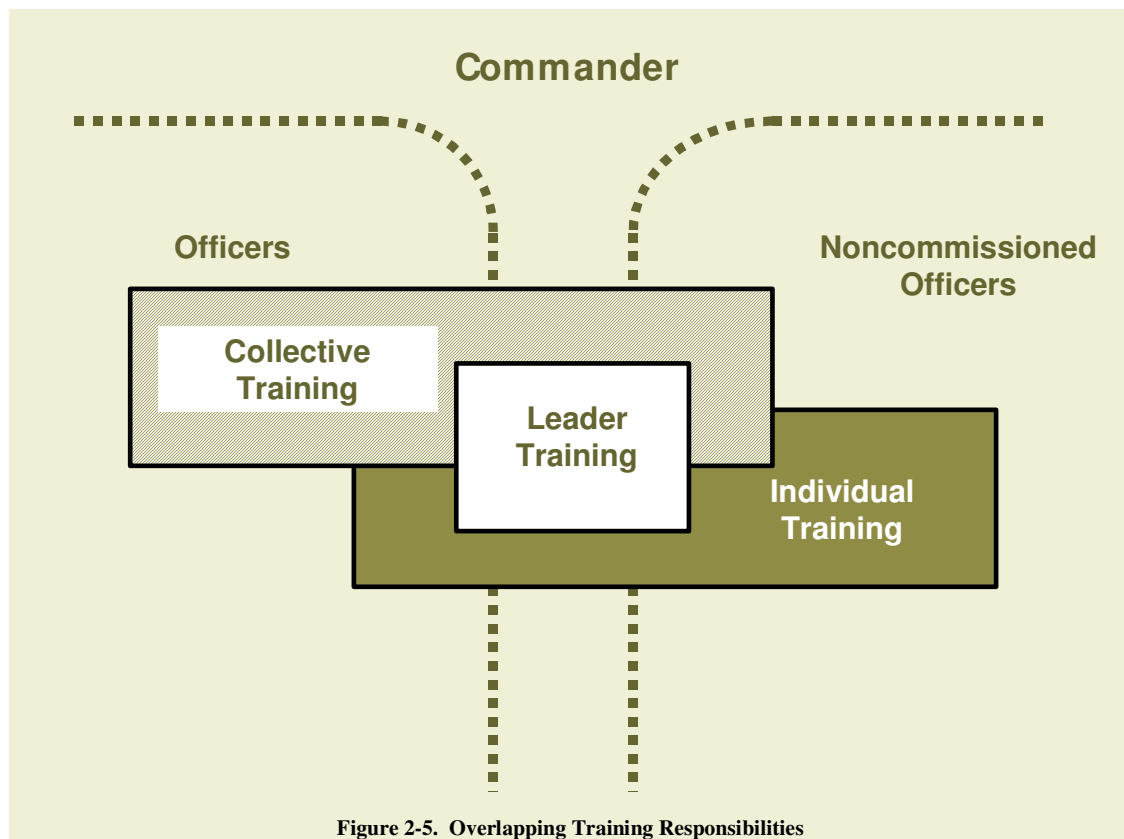 Commander
Officers
Noncommissioned
Officers
Collective
Training
Leader
Training
Individual
Training
Figure 2-5. Overlapping Training Responsibilities